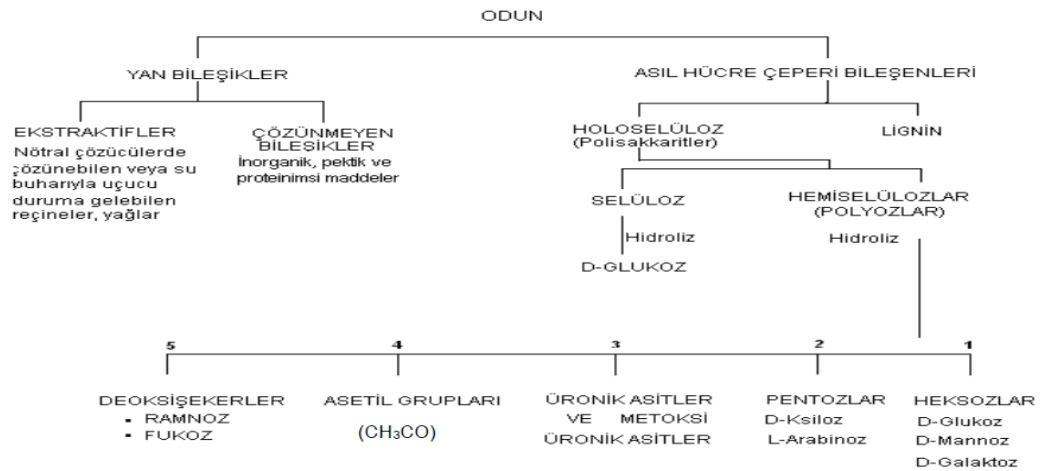 ODUN
YAN BİLEŞİKLER
ASIL HÜCRE ÇEPERİ BİLEŞENLERİ
EKSTRAKTİFLER
Nötral çözücülerde
çözünebilen veya su
buharıyla uçucu
duruma gelebilen
reçineler, yağlar
ÇÖZÜNMEYEN
BİLEŞİKLER
İnorganik, pektik ve
proteinimsi maddeler
HOLOSELÜLOZ
(Polisakkaritler)
LİGNİN
SELÜLOZ
HEMİSELÜLOZLAR
(POLYOZLAR)
Hidroliz
Hidroliz
D-GLUKOZ
5
4
3
2
1
DEOKSİŞEKERLER
▪ RAMNOZ
▪ FUKOZ
ASETİL GRUPLARI
(CH₃CO)
ÜRONİK ASİTLER
VE METOKSİ
ÜRONİK ASİTLER
PENTOZLAR
D-Ksiloz
L-Arabinoz
HEKSOZLAR
D-Glukoz
D-Mannoz
D-Galaktoz